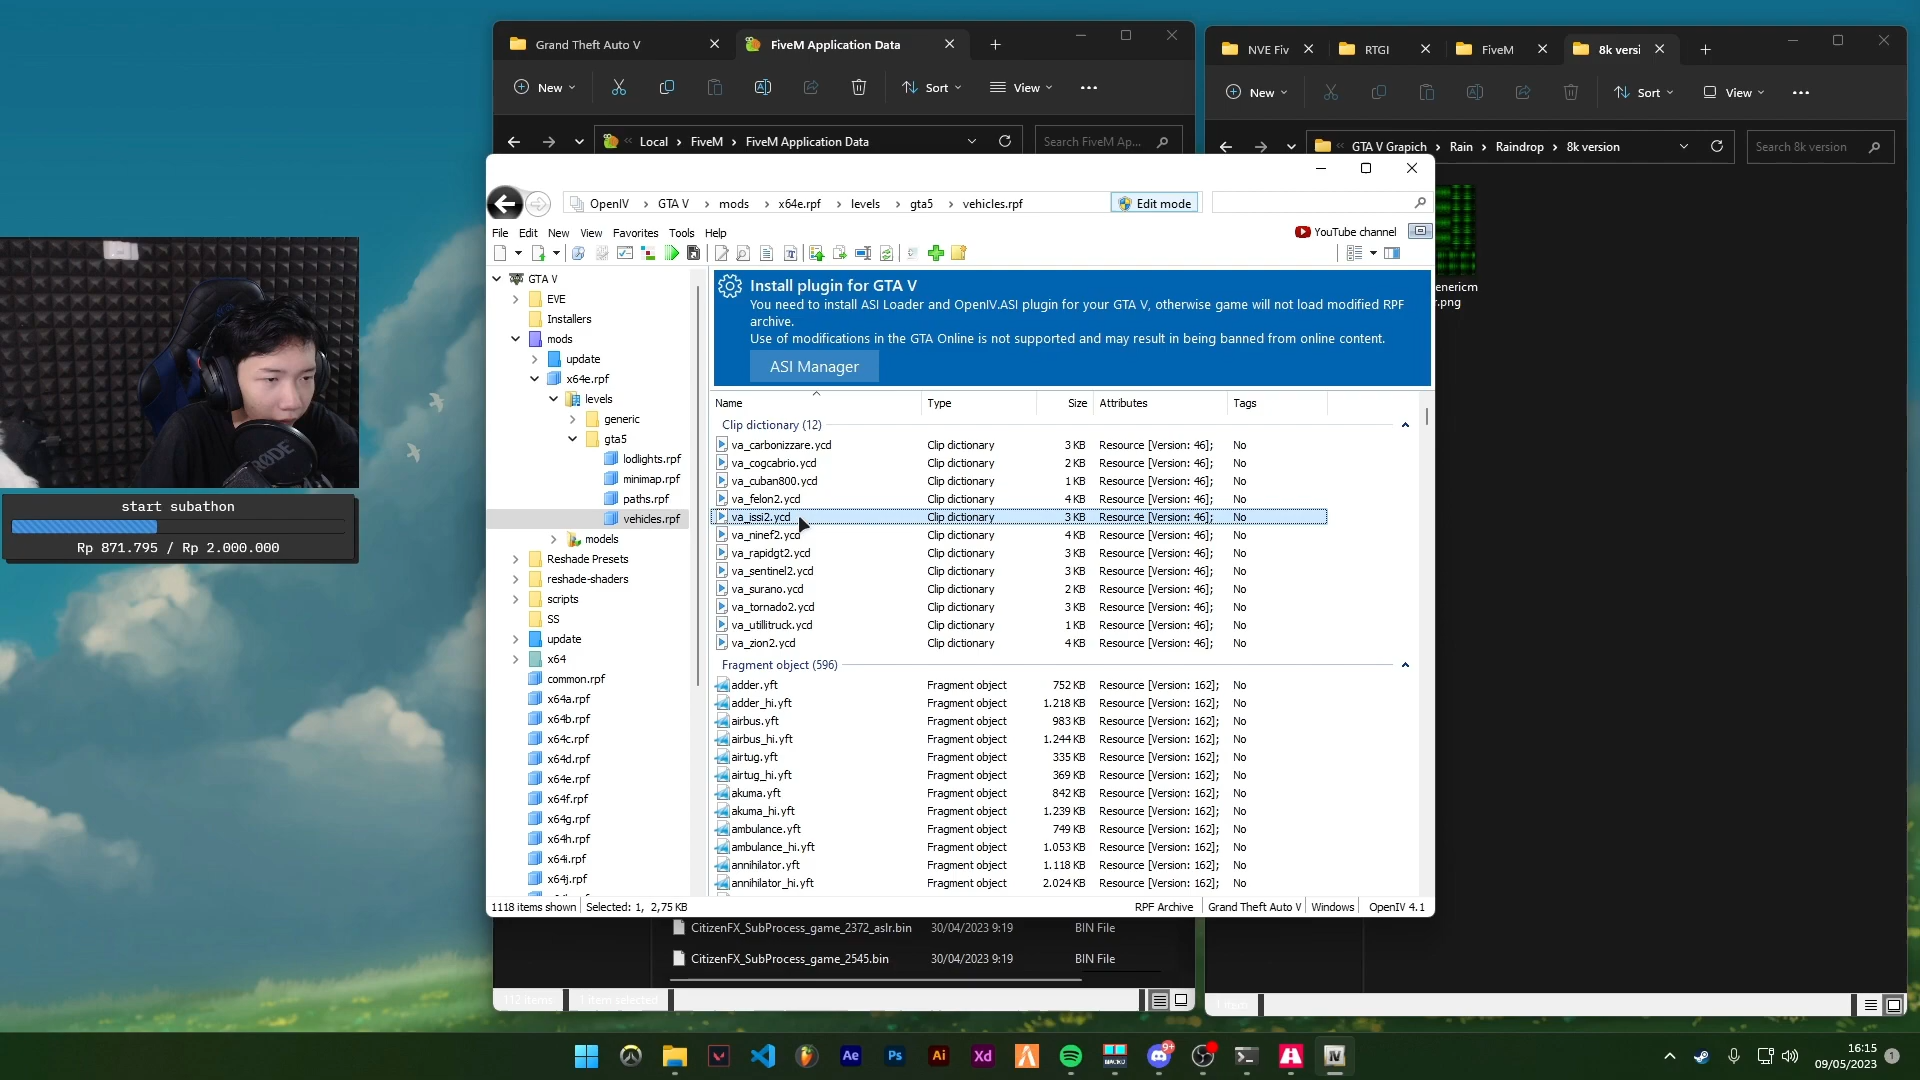 Grand Theft Auto V
FiveM Application Data
New
Sort
View
Local
FiveM
FiveM Application Data
Search FiveM Ap...
NVE Fiv
RTGI
FiveM
8k versi
New
Sort
View
GTA V Grapich
Rain
Raindrop
8k version
Search 8k version
OpenIV
GTA V
mods
x64e.rpf
levels
gta5
vehicles.rpf
Edit mode
File Edit New View Favorites Tools Help
YouTube channel
GTA V
EVE
Installers
mods
update
x64e.rpf
levels
generic
gta5
lodlights.rpf
minimap.rpf
paths.rpf
vehicles.rpf
models
Reshade Presets
reshade-shaders
scripts
SS
update
x64
common.rpf
x64a.rpf
x64b.rpf
x64c.rpf
x64d.rpf
x64e.rpf
x64f.rpf
x64g.rpf
x64h.rpf
x64i.rpf
x64j.rpf
Install plugin for GTA V
You need to install ASI Loader and OpenIV.ASI plugin for your GTA V, otherwise game will not load modified RPF
archive.
Use of modifications in the GTA Online is not supported and may result in being banned from online content.
ASI Manager
Name Type Size Attributes Tags
Clip dictionary (12)
va_carbonizzare.ycd Clip dictionary 3 KB Resource [Version: 46]; No
va_cogcabrio.ycd Clip dictionary 2 KB Resource [Version: 46]; No
va_cuban800.ycd Clip dictionary 1 KB Resource [Version: 46]; No
va_felon2.ycd Clip dictionary 4 KB Resource [Version: 46]; No
va_issi2.ycd Clip dictionary 3 KB Resource [Version: 46]; No
va_ninef2.ycd Clip dictionary 4 KB Resource [Version: 46]; No
va_rapidgt2.ycd Clip dictionary 3 KB Resource [Version: 46]; No
va_sentinel2.ycd Clip dictionary 3 KB Resource [Version: 46]; No
va_surano.ycd Clip dictionary 2 KB Resource [Version: 46]; No
va_tornado2.ycd Clip dictionary 3 KB Resource [Version: 46]; No
va_utillitruck.ycd Clip dictionary 1 KB Resource [Version: 46]; No
va_zion2.ycd Clip dictionary 4 KB Resource [Version: 46]; No
Fragment object (596)
adder.yft Fragment object 752 KB Resource [Version: 162]; No
adder_hi.yft Fragment object 1.218 KB Resource [Version: 162]; No
airbus.yft Fragment object 983 KB Resource [Version: 162]; No
airbus_hi.yft Fragment object 1.244 KB Resource [Version: 162]; No
airtug.yft Fragment object 335 KB Resource [Version: 162]; No
airtug_hi.yft Fragment object 369 KB Resource [Version: 162]; No
akuma.yft Fragment object 842 KB Resource [Version: 162]; No
akuma_hi.yft Fragment object 1.239 KB Resource [Version: 162]; No
ambulance.yft Fragment object 749 KB Resource [Version: 162]; No
ambulance_hi.yft Fragment object 1.053 KB Resource [Version: 162]; No
annihilator.yft Fragment object 1.118 KB Resource [Version: 162]; No
annihilator_hi.yft Fragment object 2.024 KB Resource [Version: 162]; No
1118 items shown
Selected: 1, 2,75 KB
RPF Archive
Grand Theft Auto V
Windows
OpenIV 4.1
enericm
r.png
RØDE
start subathon
Rp 871.795 / Rp 2.000.000
CitizenFX_SubProcess_game_2372_aslr.bin 30/04/2023 9:19 BIN File
CitizenFX_SubProcess_game_2545.bin 30/04/2023 9:19 BIN File
112 items
1 item selected
1 item
Ae
Ps
Ai
Xd
9+
IV
16:15
09/05/2023
1